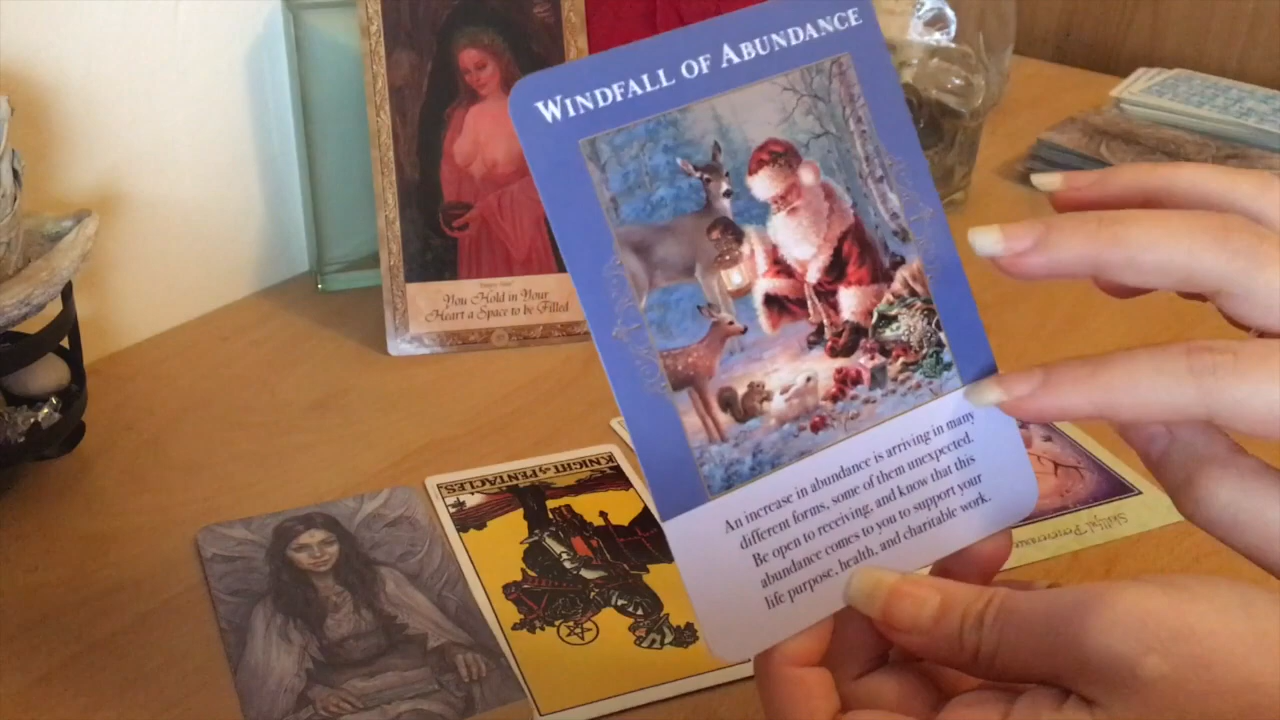 WINDFALL OF ABUNDANCE
An increase in abundance is arriving in many
different forms, some of them unexpected.
Be open to receiving, and know that this
abundance comes to you to support your
life purpose, health, and charitable work.
You Hold in Your
Heart a Space to be Filled
KNIGHT of PENTACLES
Skillful Perseverance